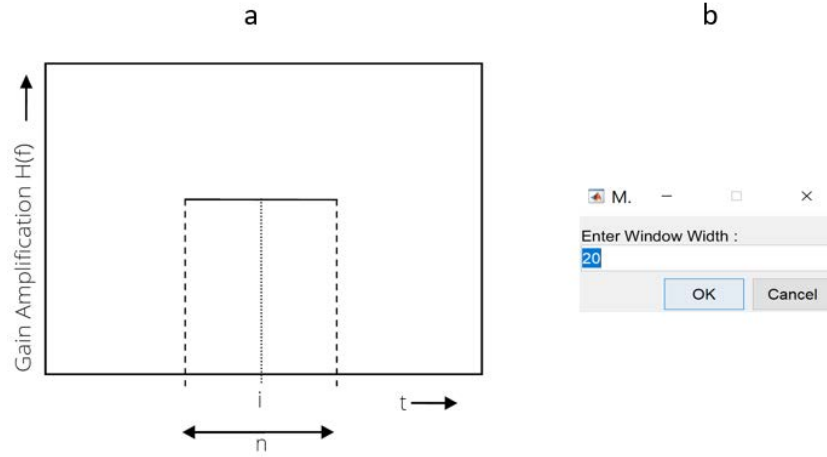 a
b
Gain Amplification H(f)
i
t
n
M.
Enter Window Width :
20
OK
Cancel